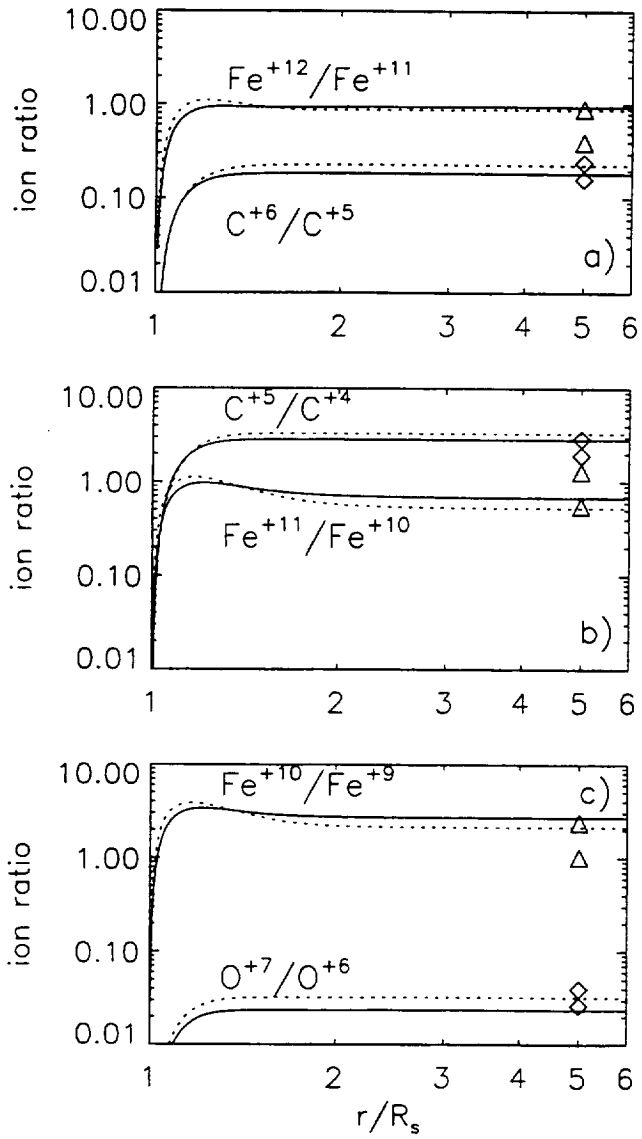 10.00
Fe+12/Fe+11
1.00
0.10
C+6/C+5
0.01
a)
ion ratio
1 2 3 4 5 6
10.00
C+5/C+4
1.00
Fe+11/Fe+10
0.10
0.01
b)
ion ratio
1 2 3 4 5 6
10.00
Fe+10/Fe+9
c)
1.00
0.10
O+7/O+6
0.01
ion ratio
1 2 3 4 5 6
r/Rs